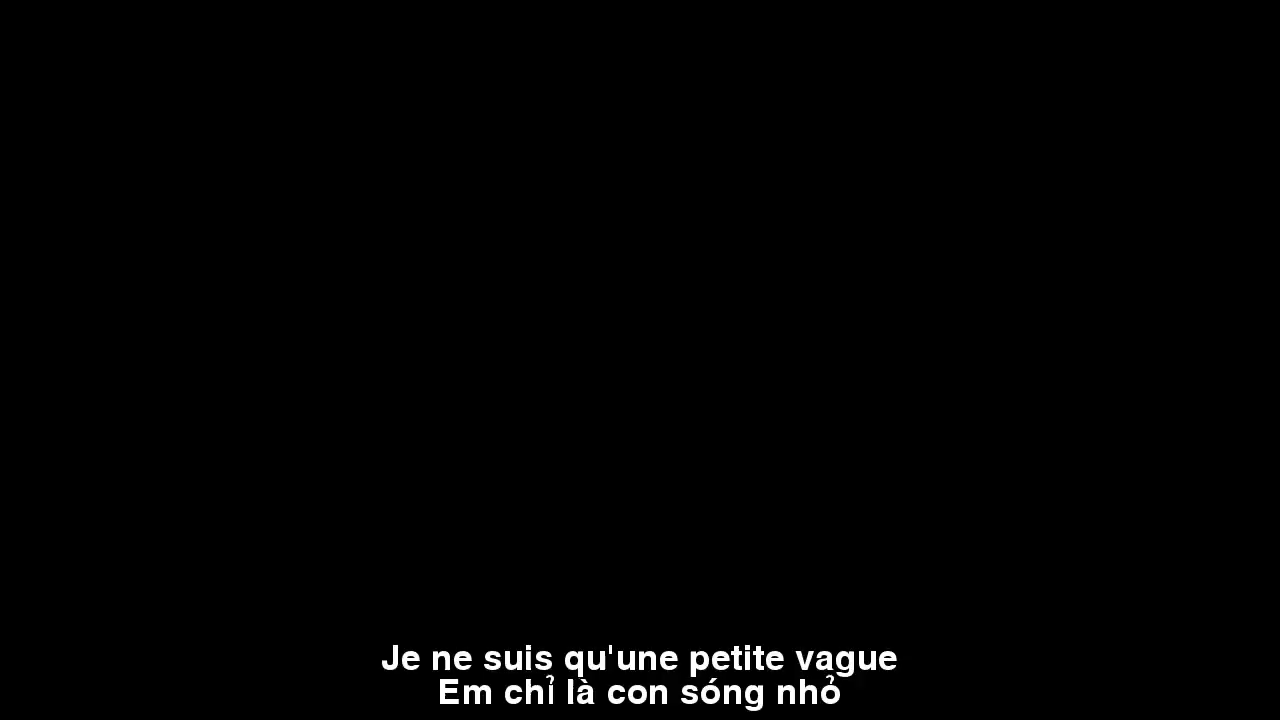 Je ne suis qu'une petite vague
Em chỉ là con sóng nhỏ